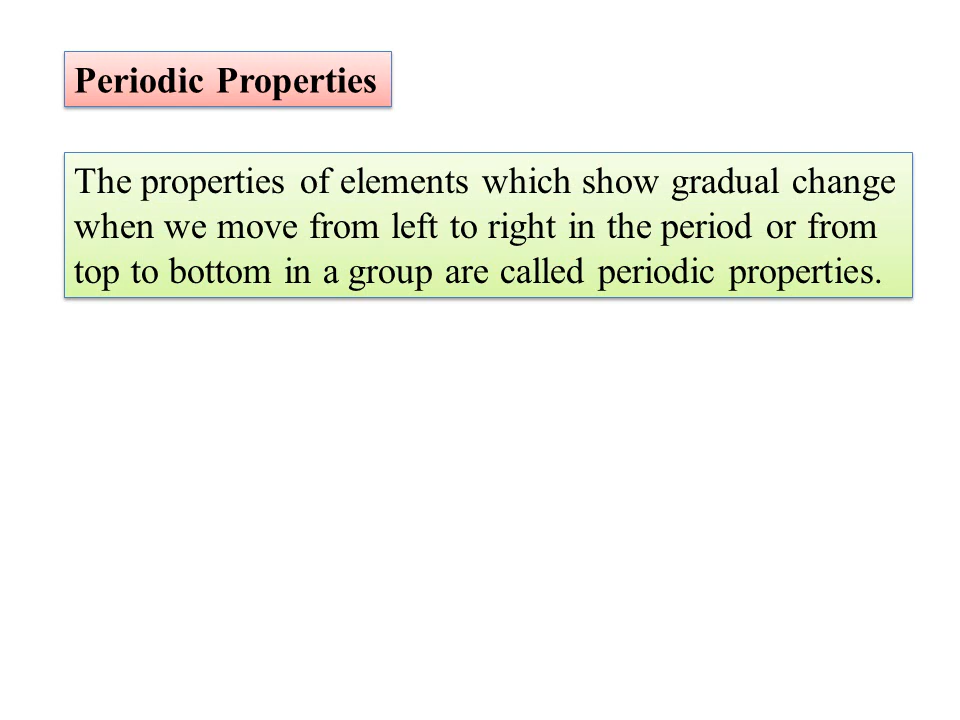 Periodic Properties
The properties of elements which show gradual change
when we move from left to right in the period or from
top to bottom in a group are called periodic properties.